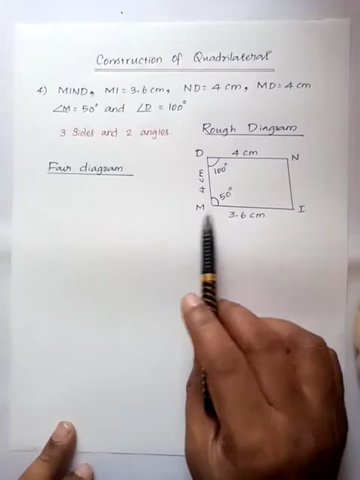 Construction of Quadrilateral
4) MIND, MI = 3.6 cm, ND = 4 cm, MD = 4 cm
∠M = 50° and ∠D = 100°
3 Sides and 2 angles
Rough Diagram
Fair diagram
D 4 cm N
100°
4 cm
50°
M I
3.6 cm